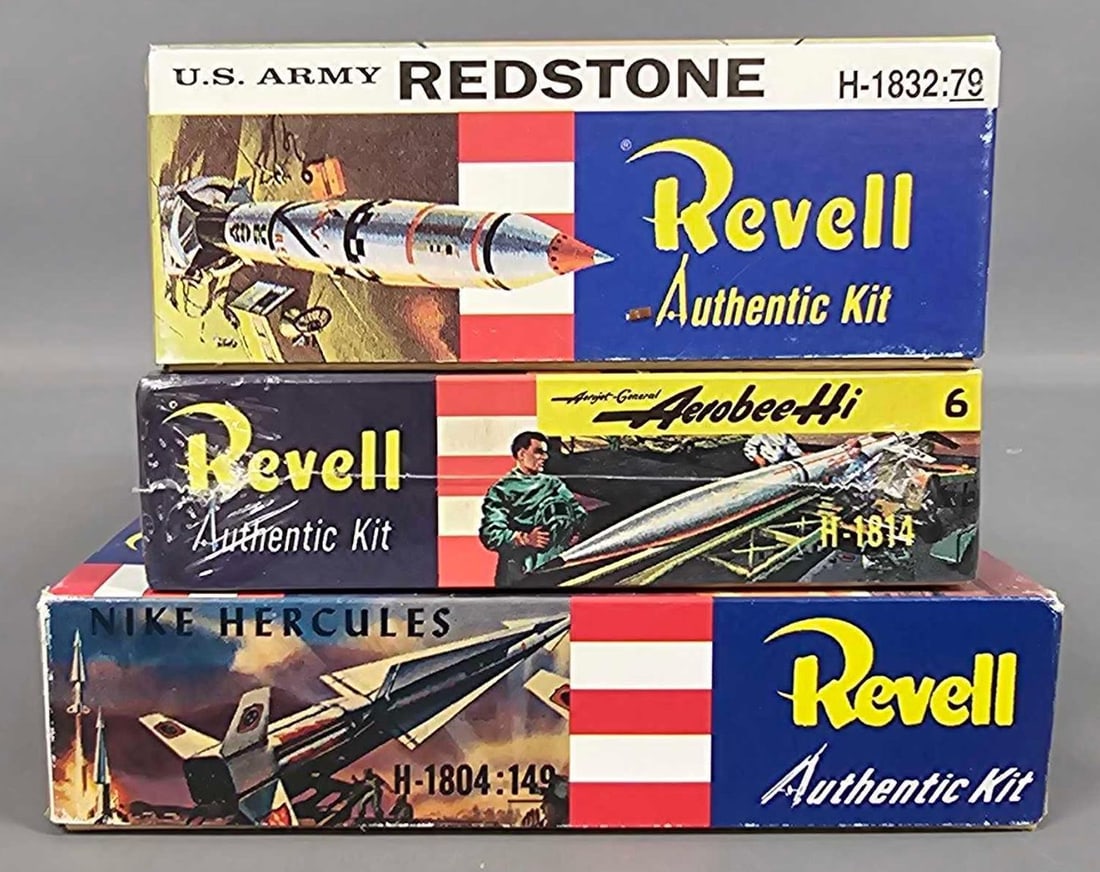 U.S. ARMY REDSTONE H-1832:79
® Revell
Authentic Kit
Aerojet-General Aerobee-Hi 6
© Revell
Authentic Kit
H-1814
NIKE HERCULES
Revell
H-1804:149
Authentic Kit